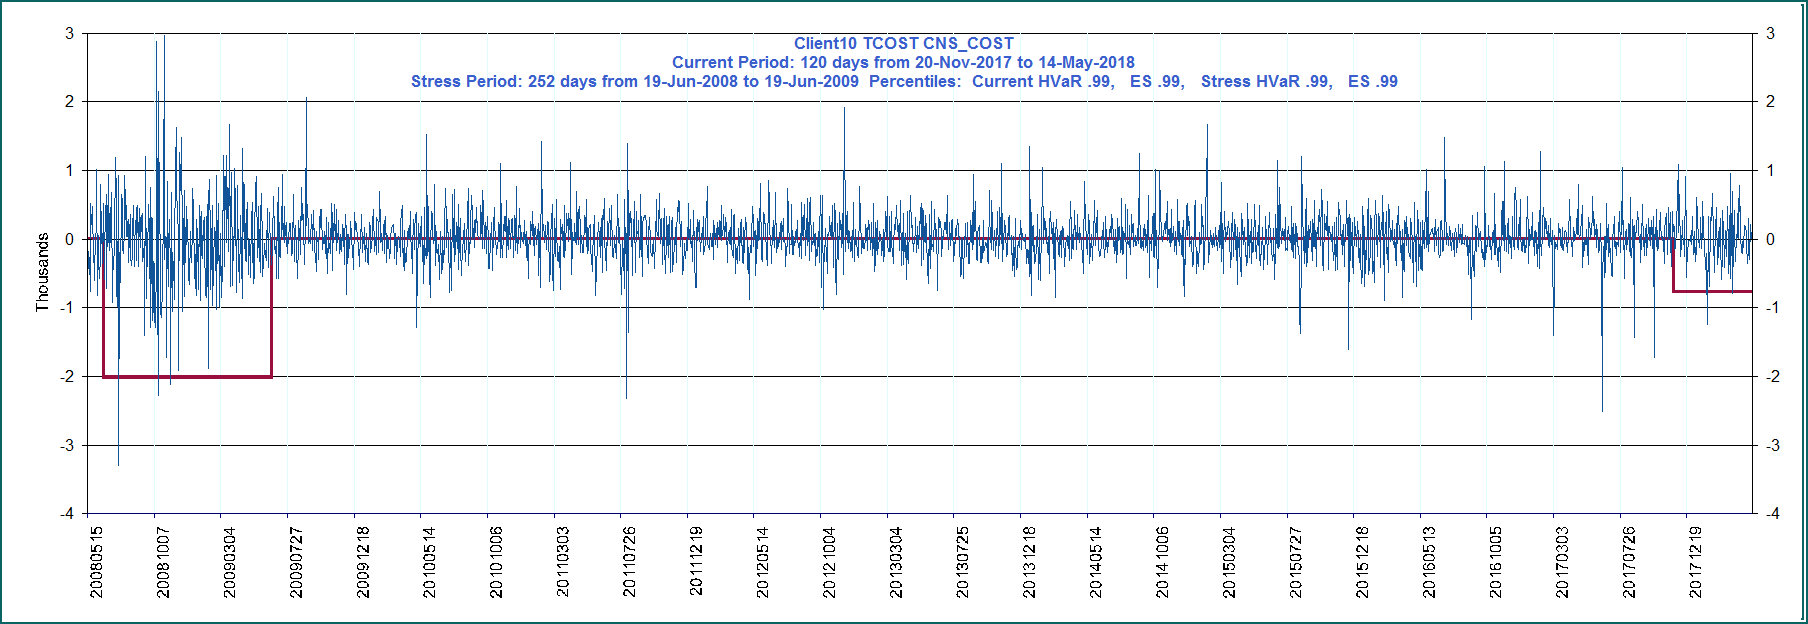 Client10 TCOST CNS_COST
Current Period: 120 days from 20-Nov-2017 to 14-May-2018
Stress Period: 252 days from 19-Jun-2008 to 19-Jun-2009  Percentiles:  Current HVaR .99,   ES .99,   Stress HVaR .99,   ES .99
3 3
2 2
1 1
0 0
-1 -1
-2 -2
-3 -3
-4 -4
Thousands
20080515 20081007 20090304 20090727 20091218 20100514 20101006 20110303 20110726 20111219 20120514 20121004 20130304 20130725 20131218 20140514 20141006 20150304 20150727 20151218 20160513 20161005 20170303 20170726 20171219